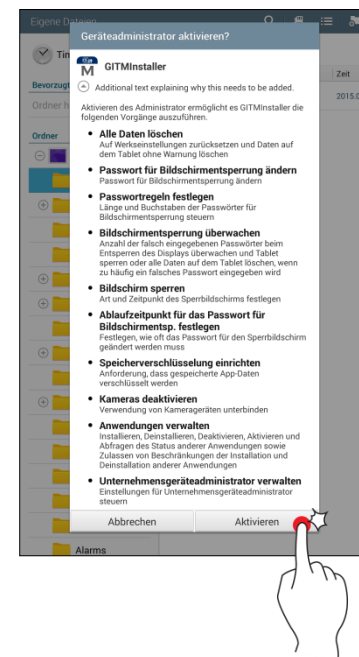 Eigene Dateien
Geräteadministrator aktivieren?
Tim
GITMInstaller
Additional text explaining why this needs to be added.
Zeit
Bevorzugt
2015.0
Ordner h
Aktivieren des Administrator ermöglicht es GITMInstaller die
folgenden Vorgänge auszuführen.
Ordner
• Alle Daten löschen
Auf Werkseinstellungen zurücksetzen und Daten auf
dem Tablet ohne Warnung löschen
• Passwort für Bildschirmentsperrung ändern
Passwort für Bildschirmentsperrung ändern
• Passwortregeln festlegen
Länge und Buchstaben der Passwörter für
Bildschirmentsperrung steuern
• Bildschirmentsperrung überwachen
Anzahl der falsch eingegebenen Passwörter beim
Entsperren des Displays überwachen und Tablet
sperren oder alle Daten auf dem Tablet löschen, wenn
zu häufig ein falsches Passwort eingegeben wird
• Bildschirm sperren
Art und Zeitpunkt des Sperrbildschirms festlegen
• Ablaufzeitpunkt für das Passwort für
Bildschirmentsp. festlegen
Festlegen, wie oft das Passwort für den Sperrbildschirm
geändert werden muss
• Speicherverschlüsselung einrichten
Anforderung, dass gespeicherte App-Daten
verschlüsselt werden
• Kameras deaktivieren
Verwendung von Kamerageräten unterbinden
• Anwendungen verwalten
Installieren, Deinstallieren, Deaktivieren, Aktivieren und
Abfragen des Status anderer Anwendungen sowie
Zulassen von Beschränkungen der Installation und
Deinstallation anderer Anwendungen
• Unternehmensgeräteadministrator verwalten
Einstellungen für Unternehmensgeräteadministrator
steuern
Abbrechen Aktivieren
Alarms